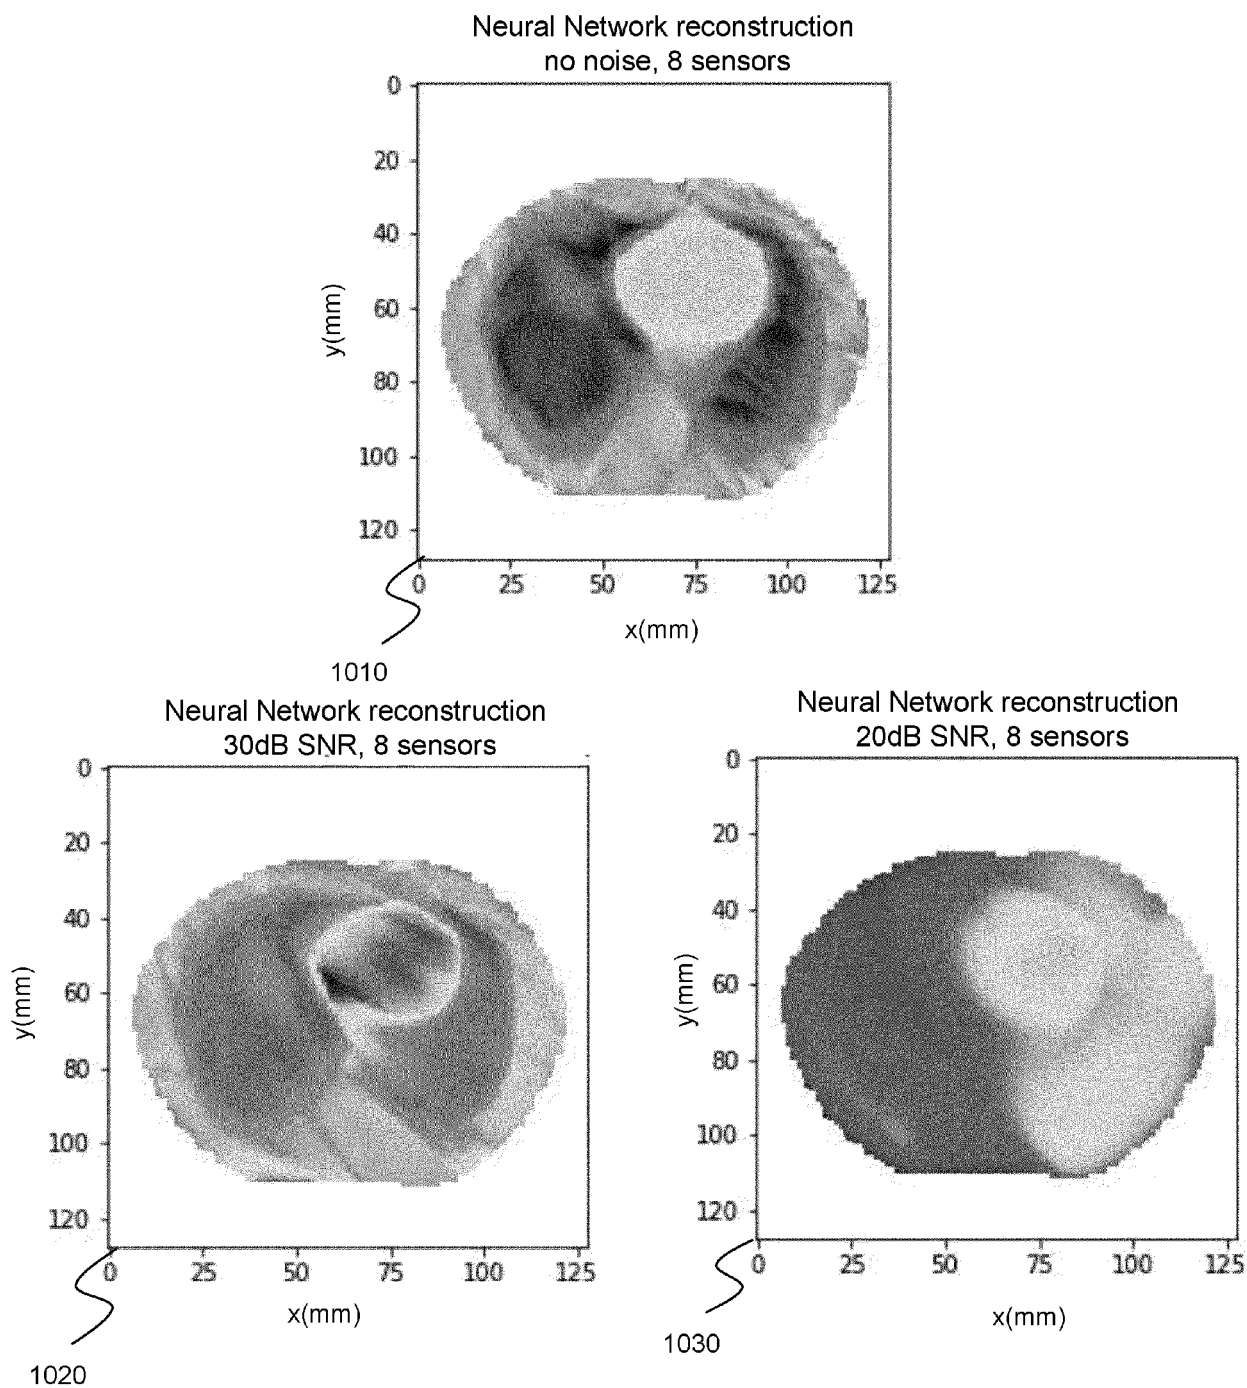 Neural Network reconstruction
no noise, 8 sensors
0
20
40
60
80
100
120
y(mm)
0 25 50 75 100 125
x(mm)
1010
Neural Network reconstruction
30dB SNR, 8 sensors
0
20
40
60
80
100
120
y(mm)
0 25 50 75 100 125
x(mm)
1020
Neural Network reconstruction
20dB SNR, 8 sensors
0
20
40
60
80
100
120
y(mm)
0 25 50 75 100 125
x(mm)
1030